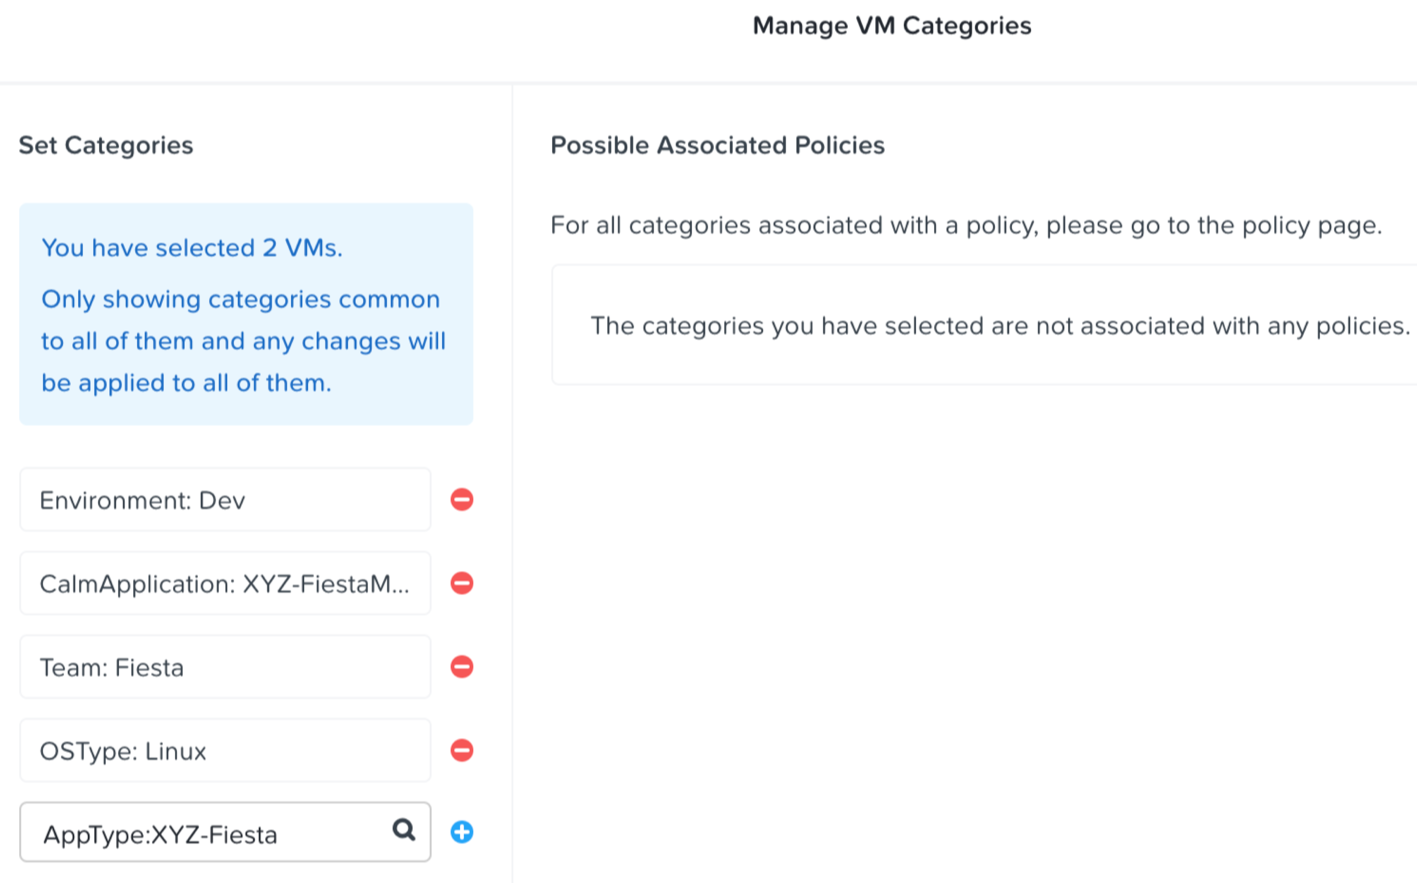 Manage VM Categories
Set Categories
You have selected 2 VMs.
Only showing categories common
to all of them and any changes will
be applied to all of them.
Environment: Dev
CalmApplication: XYZ-FiestaM...
Team: Fiesta
OSType: Linux
AppType:XYZ-Fiesta
Possible Associated Policies
For all categories associated with a policy, please go to the policy page.
The categories you have selected are not associated with any policies.